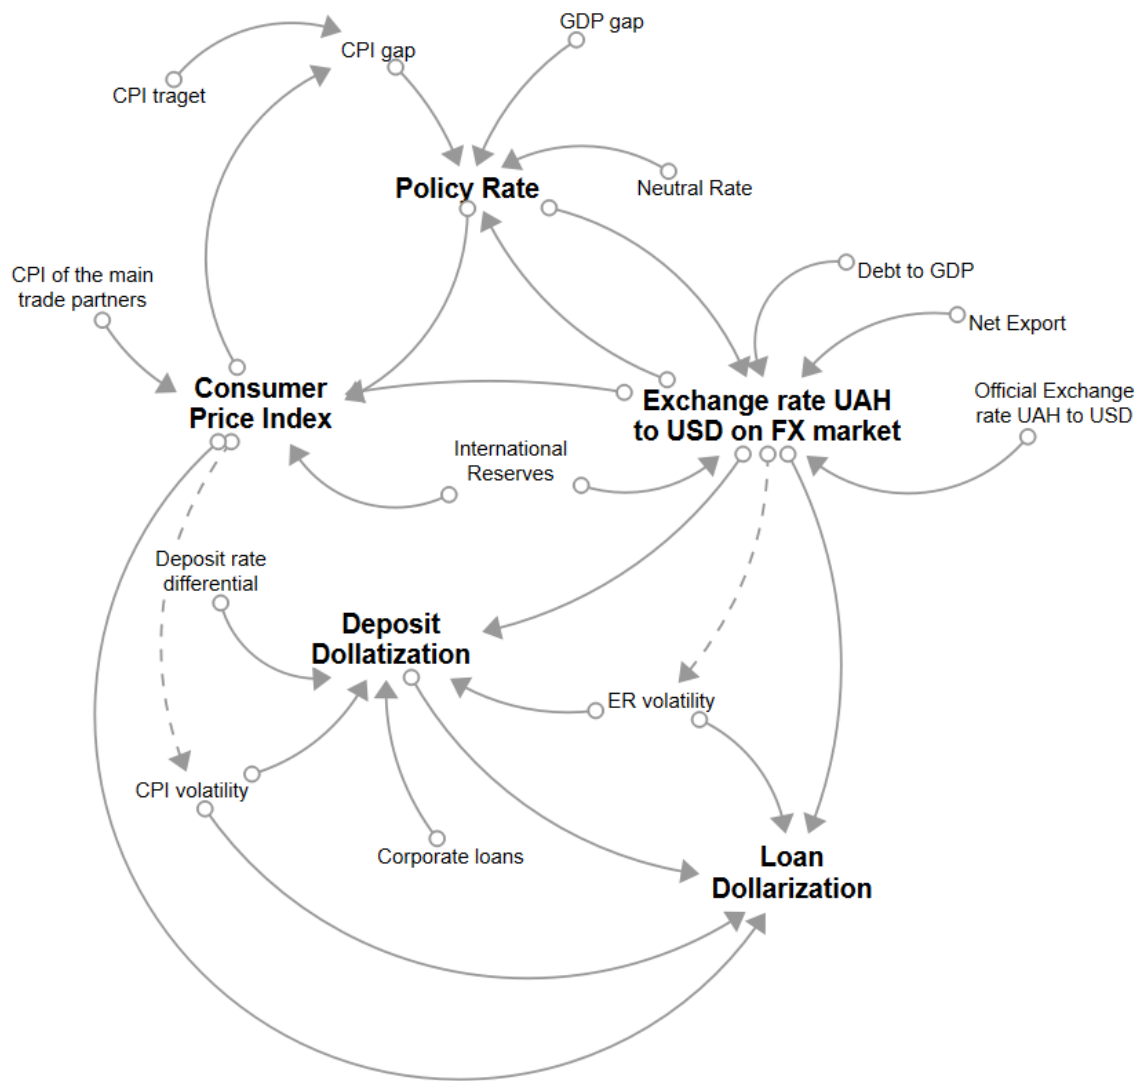 GDP gap
CPI gap
CPI traget
Policy Rate
Neutral Rate
CPI of the main
trade partners
Debt to GDP
Net Export
Consumer
Price Index
Exchange rate UAH
to USD on FX market
Official Exchange
rate UAH to USD
International
Reserves
Deposit rate
differential
Deposit
Dollatization
ER volatility
CPI volatility
Corporate loans
Loan
Dollarization